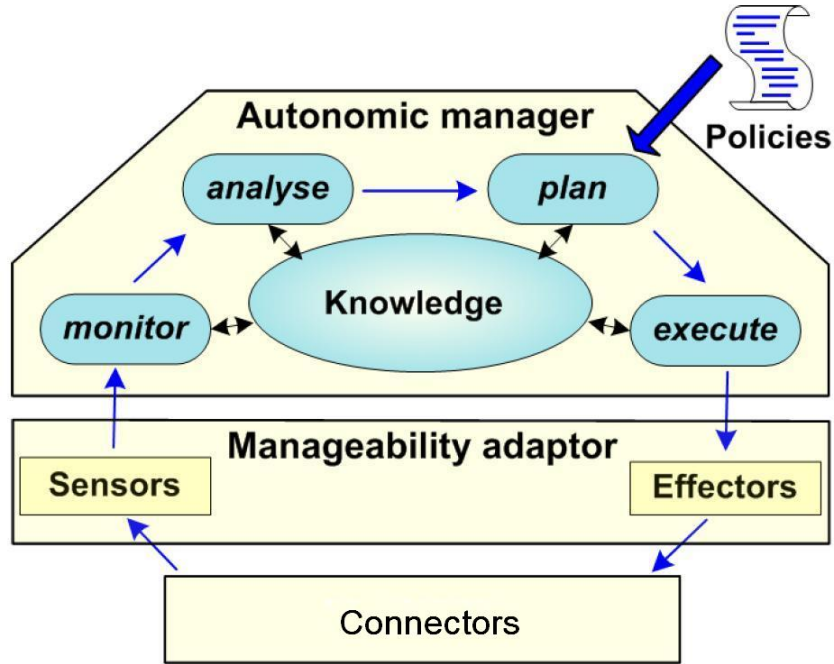 Autonomic manager
Policies
analyse
plan
Knowledge
monitor
execute
Manageability adaptor
Sensors
Effectors
Connectors